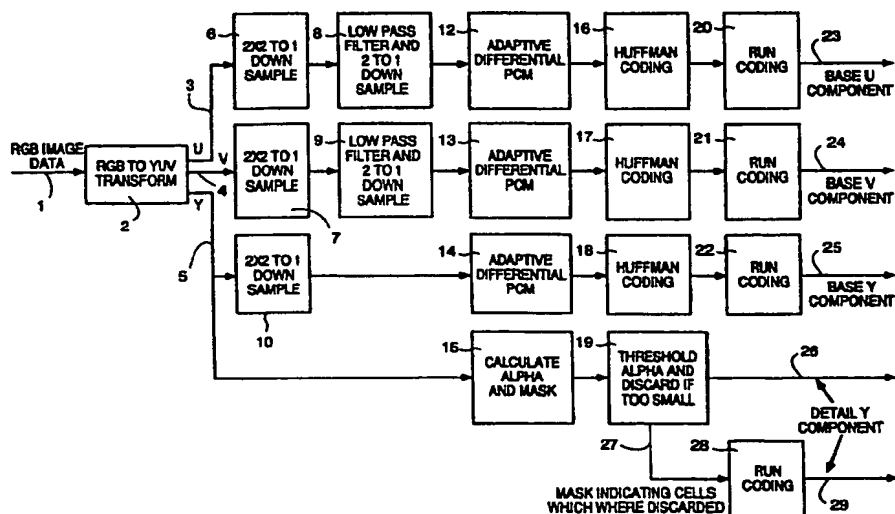 6
2X2 TO 1
DOWN
SAMPLE
8
LOW PASS
FILTER AND
2 TO 1
DOWN
SAMPLE
12
ADAPTIVE
DIFFERENTIAL
PCM
16
HUFFMAN
CODING
20
RUN
CODING
23
BASE U
COMPONENT
3
RGB IMAGE
DATA
1
RGB TO YUV
TRANSFORM
2
U
V
Y
4
5
2X2 TO 1
DOWN
SAMPLE
7
9
LOW PASS
FILTER AND
2 TO 1
DOWN
SAMPLE
13
ADAPTIVE
DIFFERENTIAL
PCM
17
HUFFMAN
CODING
21
RUN
CODING
24
BASE V
COMPONENT
2X2 TO 1
DOWN
SAMPLE
10
14
ADAPTIVE
DIFFERENTIAL
PCM
18
HUFFMAN
CODING
22
RUN
CODING
25
BASE Y
COMPONENT
15
CALCULATE
ALPHA
AND MASK
19
THRESHOLD
ALPHA AND
DISCARD IF
TOO SMALL
26
DETAIL Y
COMPONENT
27
28
RUN
CODING
MASK INDICATING CELLS
WHICH WHERE DISCARDED
29